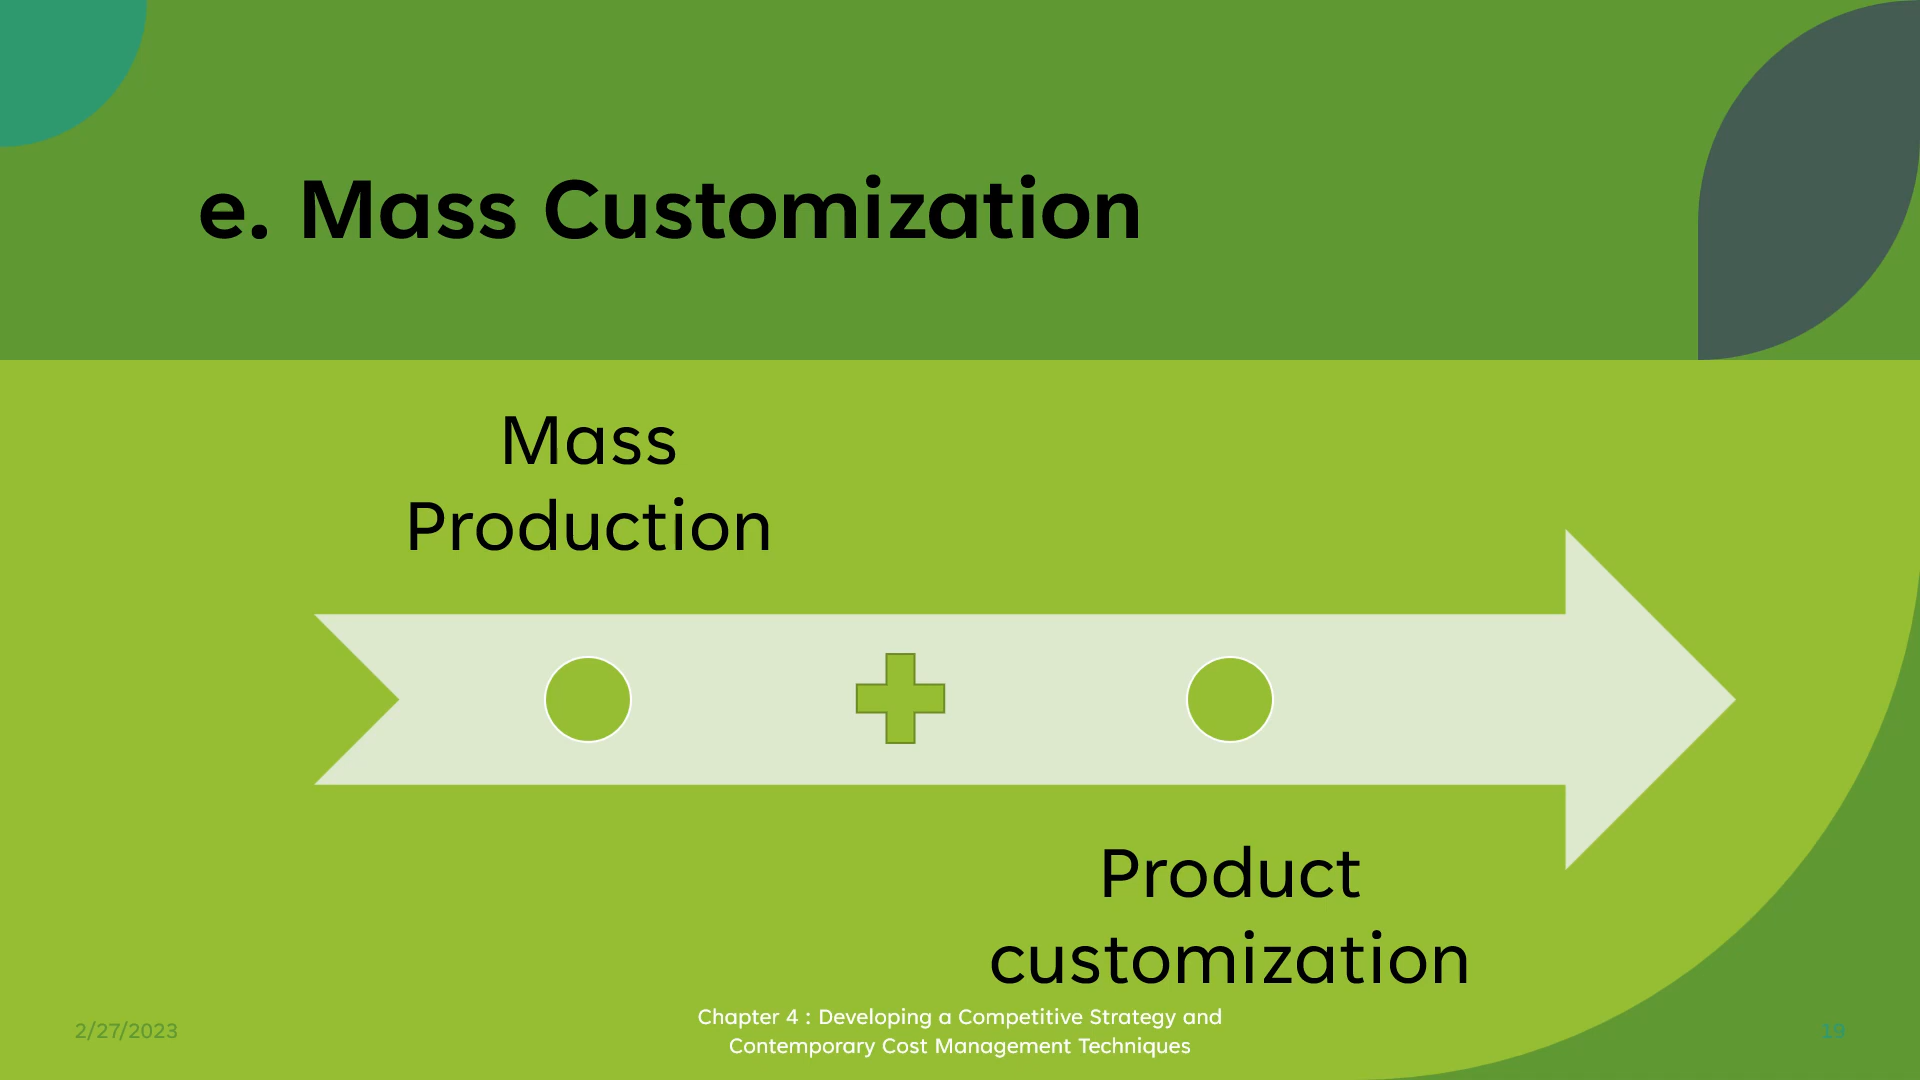 e. Mass Customization
Mass
Production
Product
customization
2/27/2023
Chapter 4 : Developing a Competitive Strategy and
Contemporary Cost Management Techniques
19